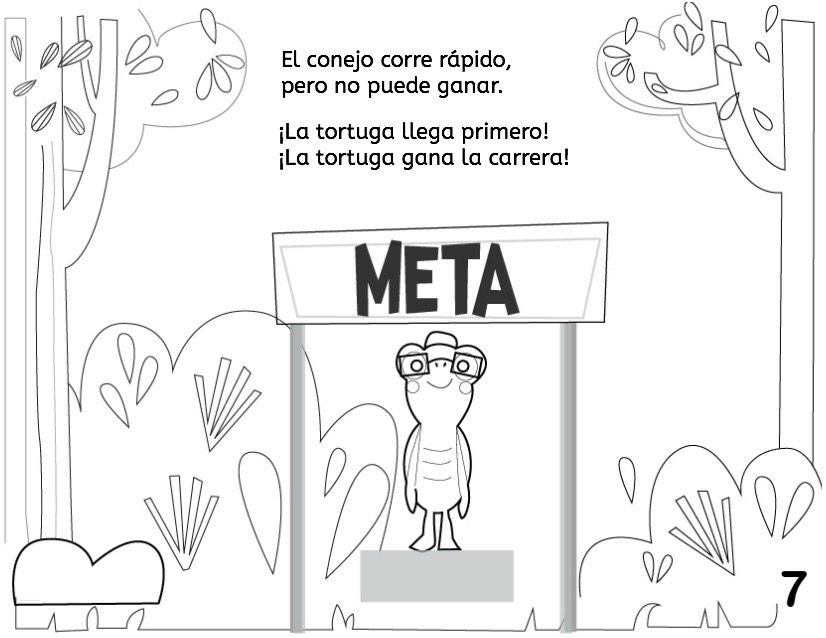 El conejo corre rápido,
pero no puede ganar.
¡La tortuga llega primero!
¡La tortuga gana la carrera!
META
7